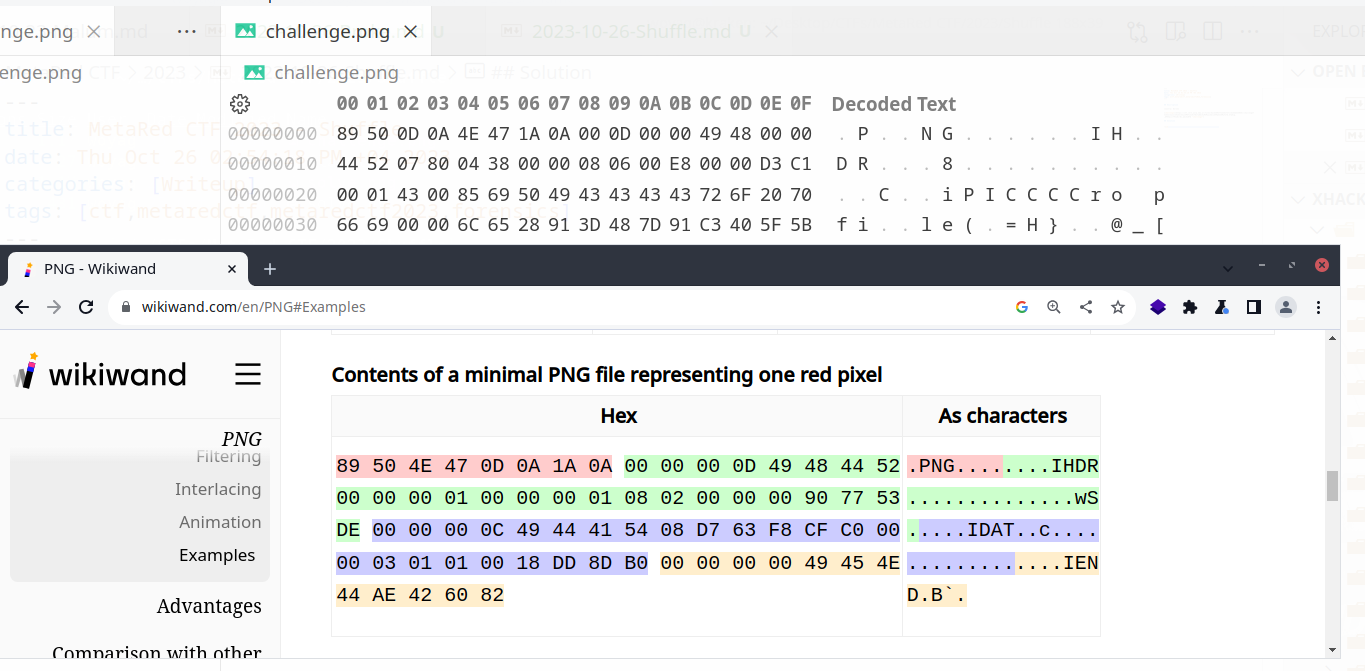 nge.png × ··· challenge.png × 2023-10-26-Shuffle.md U
enge.png CTF > 2023 > challenge.png ## Solution OPEN
00 01 02 03 04 05 06 07 08 09 0A 0B 0C 0D 0E 0F Decoded Text
title: MetaRed CTF
00000000 89 50 0D 0A 4E 47 1A 0A 00 0D 00 00 49 48 00 00 . P . . N G . . . . . . I H . .
date: Thu Oct 26
00000010 44 52 07 80 04 38 00 00 08 06 00 E8 00 00 D3 C1 D R . . . 8 . . . . . . . . . .
categories: [Writeup]
00000020 00 01 43 00 85 69 50 49 43 43 43 43 72 6F 20 70 . . C . . i P I C C C C r o p
tags: [ctf,metaredctf,metaredctf2023,forensics]
00000030 66 69 00 00 6C 65 28 91 3D 48 7D 91 C3 40 5F 5B f i . . l e ( . = H } . . @ _ [
PNG - Wikiwand × +
wikiwand.com/en/PNG#Examples
wikiwand
PNG
Filtering
Interlacing
Animation
Examples
Advantages
Comparison with other
Contents of a minimal PNG file representing one red pixel
Hex As characters
89 50 4E 47 0D 0A 1A 0A 00 00 00 0D 49 48 44 52 .PNG........IHDR
00 00 00 01 00 00 00 01 08 02 00 00 00 90 77 53 ..............wS
DE 00 00 00 0C 49 44 41 54 08 D7 63 F8 CF C0 00 .....IDAT..c....
00 03 01 01 00 18 DD 8D B0 00 00 00 00 49 45 4E .............IEN
44 AE 42 60 82 D.B`.